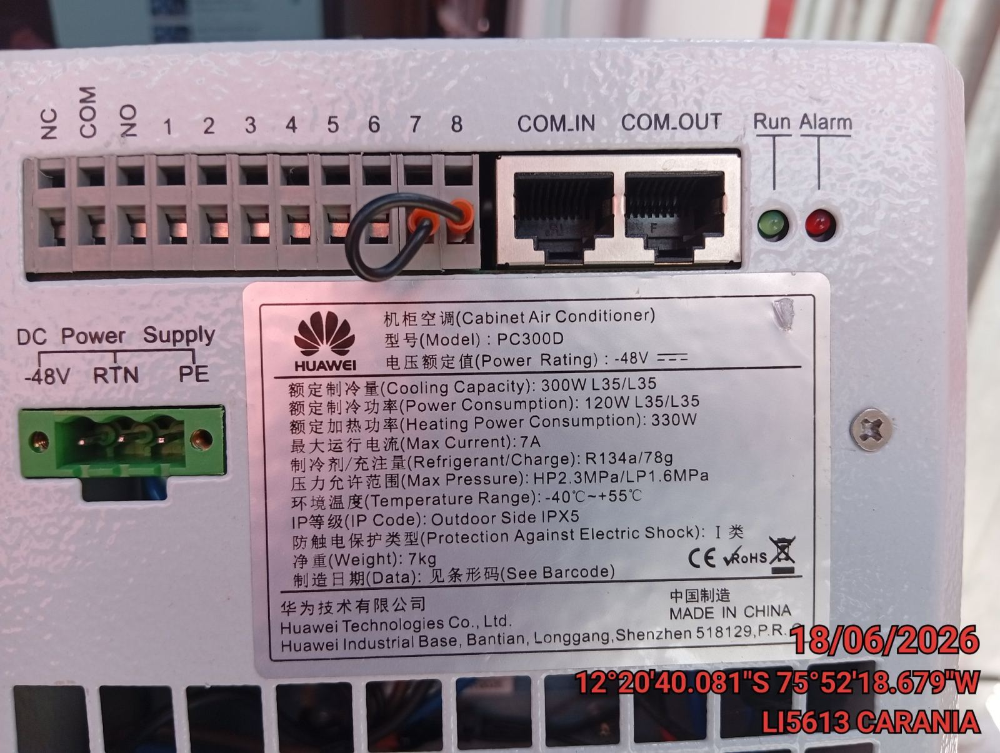 NC COM NO 1 2 3 4 5 6 7 8 COM_IN COM_OUT Run Alarm
DC Power Supply
-48V RTN PE
HUAWEI
机柜空调(Cabinet Air Conditioner)
型号(Model) : PC300D
电压额定值(Power Rating) : -48V
额定制冷量(Cooling Capacity): 300W L35/L35
额定制冷功率(Power Consumption): 120W L35/L35
额定加热功率(Heating Power Consumption): 330W
最大运行电流(Max Current): 7A
制冷剂/充注量(Refrigerant/Charge): R134a/78g
压力允许范围(Max Pressure): HP2.3MPa/LP1.6MPa
环境温度(Temperature Range): -40℃~+55℃
IP等级(IP Code): Outdoor Side IPX5
防触电保护类型(Protection Against Electric Shock): I 类
净重(Weight): 7kg
制造日期(Data): 见条形码(See Barcode)
CE RoHS
华为技术有限公司
Huawei Technologies Co., Ltd.
Huawei Industrial Base, Bantian, Longgang, Shenzhen 518129, P.R.
中国制造
MADE IN CHINA
18/06/2026
12°20'40.081"S 75°52'18.679"W
LI5613 CARANIA